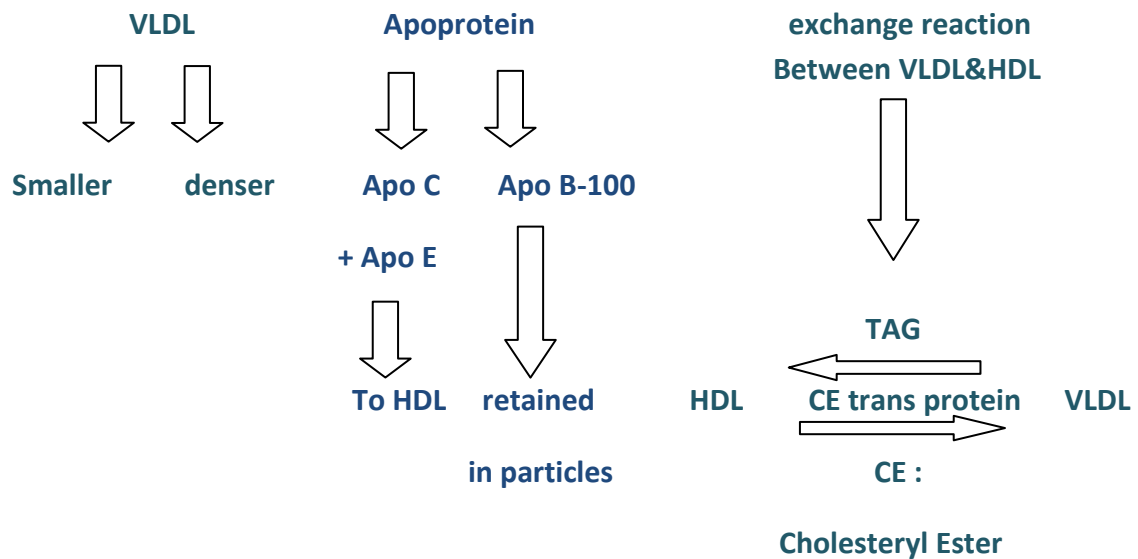 VLDL Apoprotein exchange reaction
Between VLDL&HDL
Smaller denser Apo C Apo B-100
+ Apo E
TAG
To HDL retained HDL CE trans protein VLDL
in particles CE :
Cholesteryl Ester